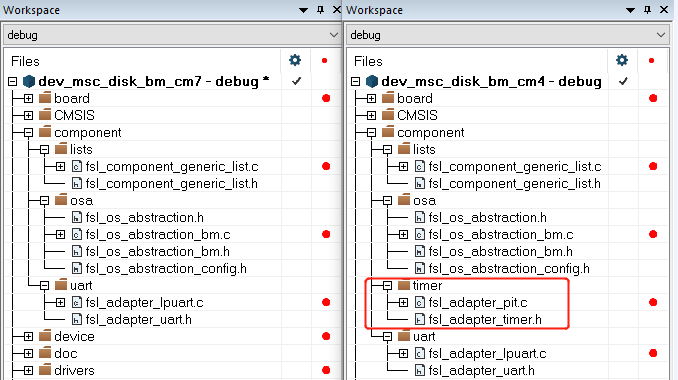 Workspace
debug
Files
dev_msc_disk_bm_cm7 - debug *
board
CMSIS
component
lists
fsl_component_generic_list.c
fsl_component_generic_list.h
osa
fsl_os_abstraction.h
fsl_os_abstraction_bm.c
fsl_os_abstraction_bm.h
fsl_os_abstraction_config.h
uart
fsl_adapter_lpuart.c
fsl_adapter_uart.h
device
doc
drivers
Workspace
debug
Files
dev_msc_disk_bm_cm4 - debug
board
CMSIS
component
lists
fsl_component_generic_list.c
fsl_component_generic_list.h
osa
fsl_os_abstraction.h
fsl_os_abstraction_bm.c
fsl_os_abstraction_bm.h
fsl_os_abstraction_config.h
timer
fsl_adapter_pit.c
fsl_adapter_timer.h
uart
fsl_adapter_lpuart.c
fsl_adapter_uart.h